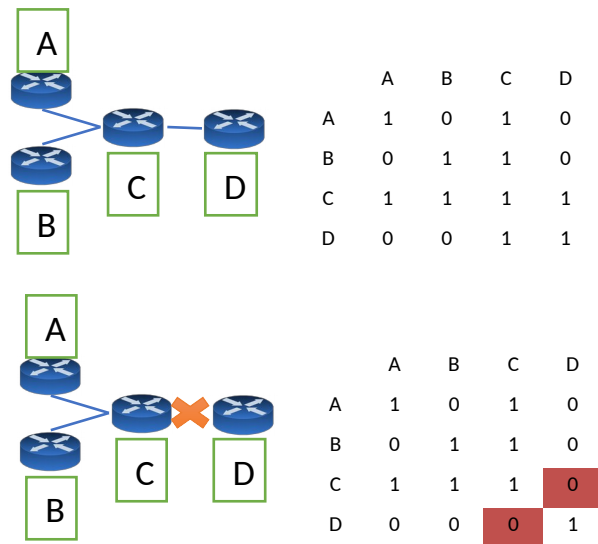 A
B
C
D
A B C D
A 1 0 1 0
B 0 1 1 0
C 1 1 1 1
D 0 0 1 1
A
B
C
D
A B C D
A 1 0 1 0
B 0 1 1 0
C 1 1 1 0
D 0 0 0 1